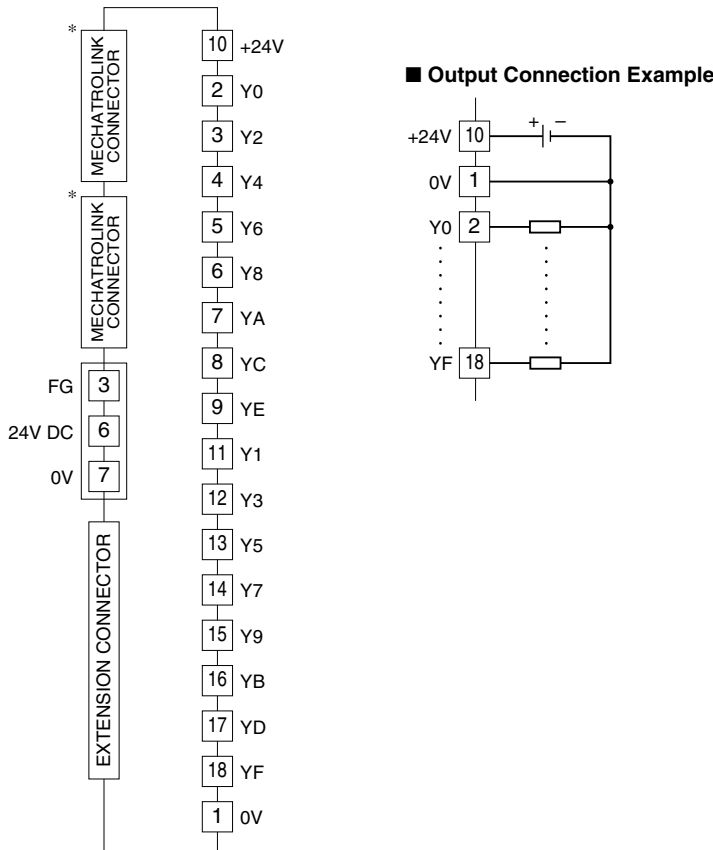 *
MECHATROLINK
CONNECTOR
*
MECHATROLINK
CONNECTOR
FG 3
24V DC 6
0V 7
EXTENSION CONNECTOR
10 +24V
2 Y0
3 Y2
4 Y4
5 Y6
6 Y8
7 YA
8 YC
9 YE
11 Y1
12 Y3
13 Y5
14 Y7
15 Y9
16 YB
17 YD
18 YF
1 0V
■ Output Connection Example
+ −
+24V 10
0V 1
Y0 2
YF 18